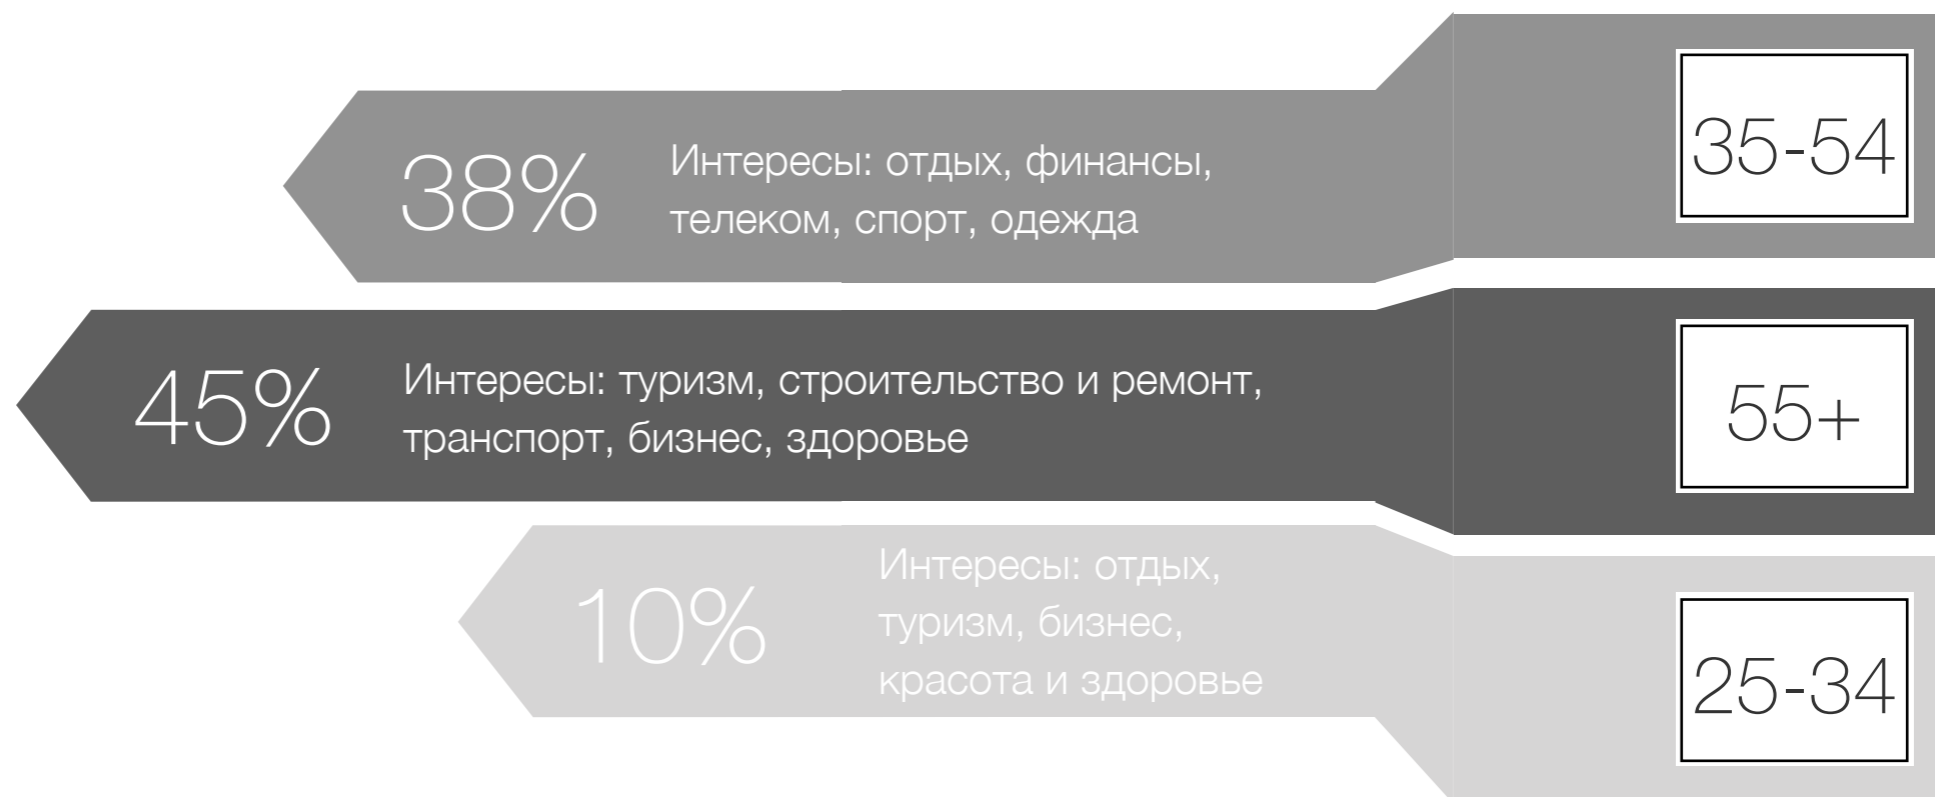 38%
Интересы: отдых, финансы,
телеком, спорт, одежда
35-54
45%
Интересы: туризм, строительство и ремонт,
транспорт, бизнес, здоровье
55+
10%
Интересы: отдых,
туризм, бизнес,
красота и здоровье
25-34